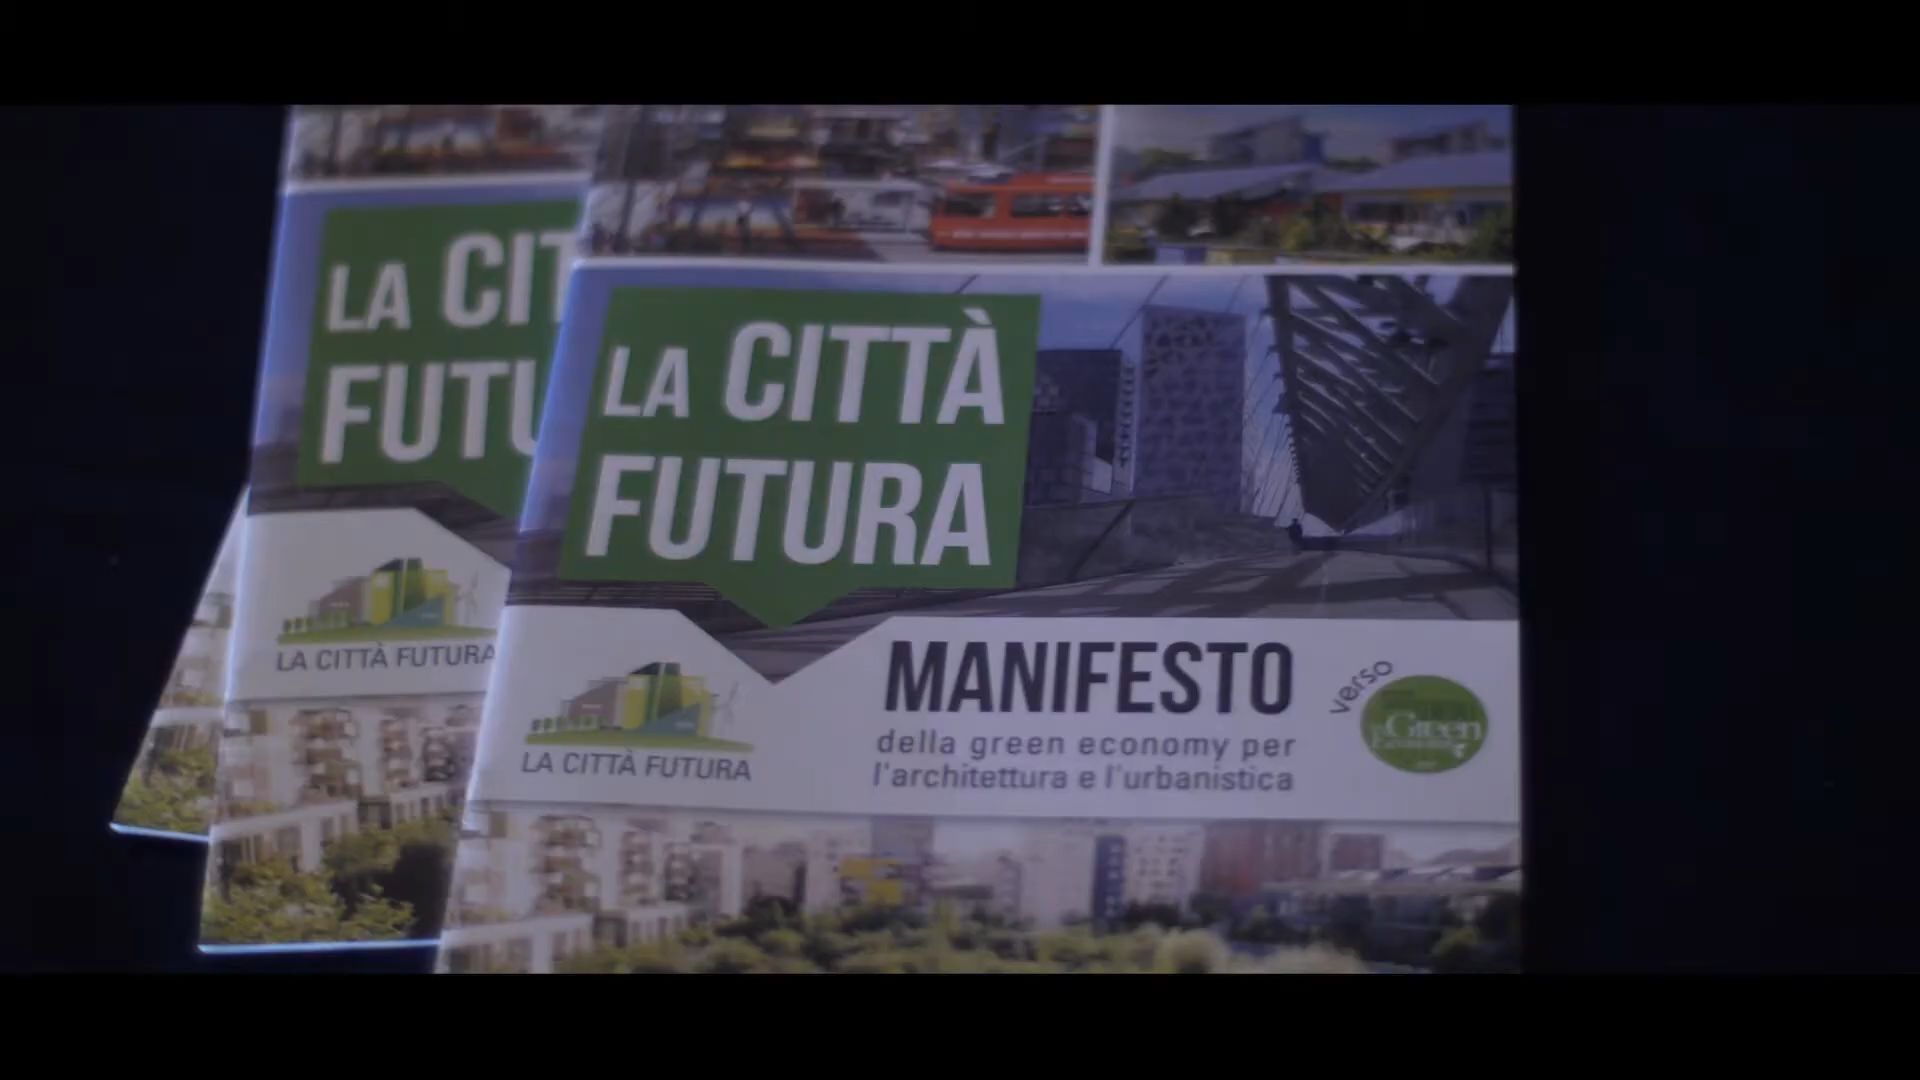 LA CIT
FUTU
LA CITTÀ FUTURA
LA CITTÀ
FUTURA
LA CITTÀ FUTURA
MANIFESTO
della green economy per
l'architettura e l'urbanistica
verso
Green